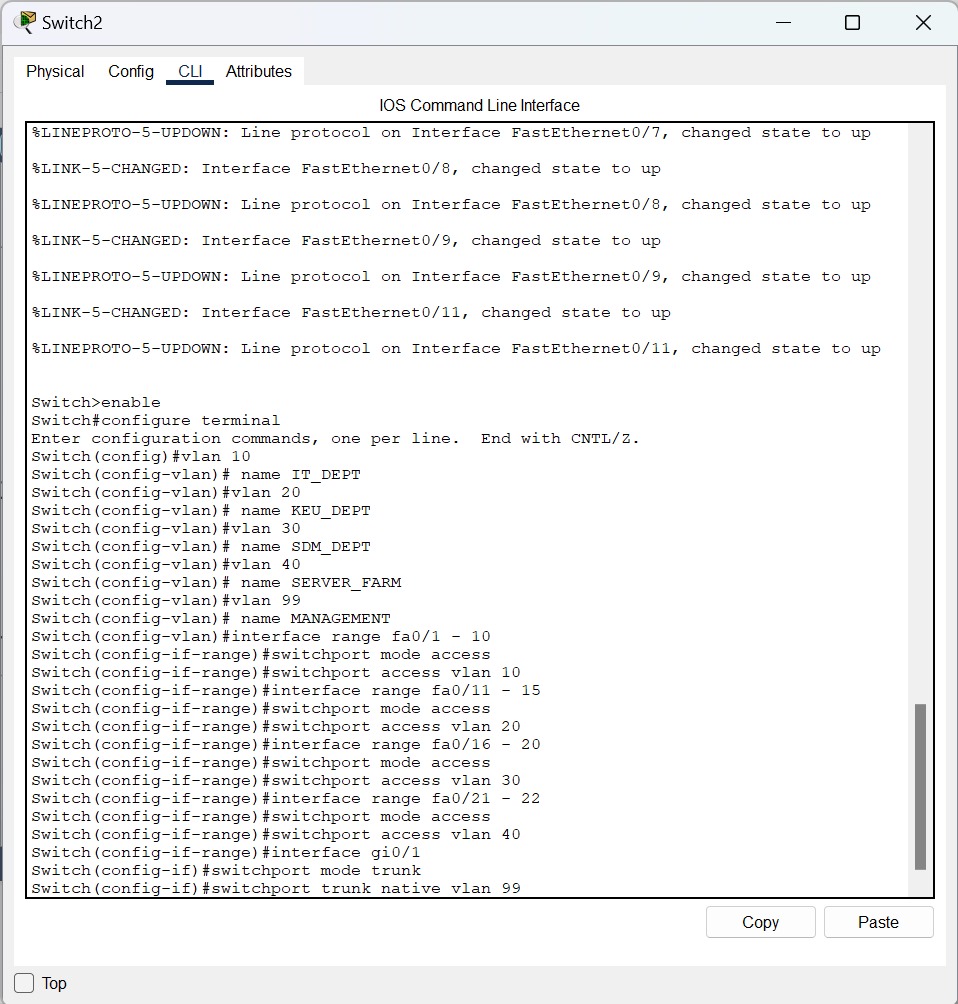 Switch2
Physical Config CLI Attributes
IOS Command Line Interface
%LINEPROTO-5-UPDOWN: Line protocol on Interface FastEthernet0/7, changed state to up
%LINK-5-CHANGED: Interface FastEthernet0/8, changed state to up
%LINEPROTO-5-UPDOWN: Line protocol on Interface FastEthernet0/8, changed state to up
%LINK-5-CHANGED: Interface FastEthernet0/9, changed state to up
%LINEPROTO-5-UPDOWN: Line protocol on Interface FastEthernet0/9, changed state to up
%LINK-5-CHANGED: Interface FastEthernet0/11, changed state to up
%LINEPROTO-5-UPDOWN: Line protocol on Interface FastEthernet0/11, changed state to up
Switch>enable
Switch#configure terminal
Enter configuration commands, one per line.  End with CNTL/Z.
Switch(config)#vlan 10
Switch(config-vlan)# name IT_DEPT
Switch(config-vlan)#vlan 20
Switch(config-vlan)# name KEU_DEPT
Switch(config-vlan)#vlan 30
Switch(config-vlan)# name SDM_DEPT
Switch(config-vlan)#vlan 40
Switch(config-vlan)# name SERVER_FARM
Switch(config-vlan)#vlan 99
Switch(config-vlan)# name MANAGEMENT
Switch(config-vlan)#interface range fa0/1 - 10
Switch(config-if-range)#switchport mode access
Switch(config-if-range)#switchport access vlan 10
Switch(config-if-range)#interface range fa0/11 - 15
Switch(config-if-range)#switchport mode access
Switch(config-if-range)#switchport access vlan 20
Switch(config-if-range)#interface range fa0/16 - 20
Switch(config-if-range)#switchport mode access
Switch(config-if-range)#switchport access vlan 30
Switch(config-if-range)#interface range fa0/21 - 22
Switch(config-if-range)#switchport mode access
Switch(config-if-range)#switchport access vlan 40
Switch(config-if-range)#interface gi0/1
Switch(config-if)#switchport mode trunk
Switch(config-if)#switchport trunk native vlan 99
Copy Paste
Top